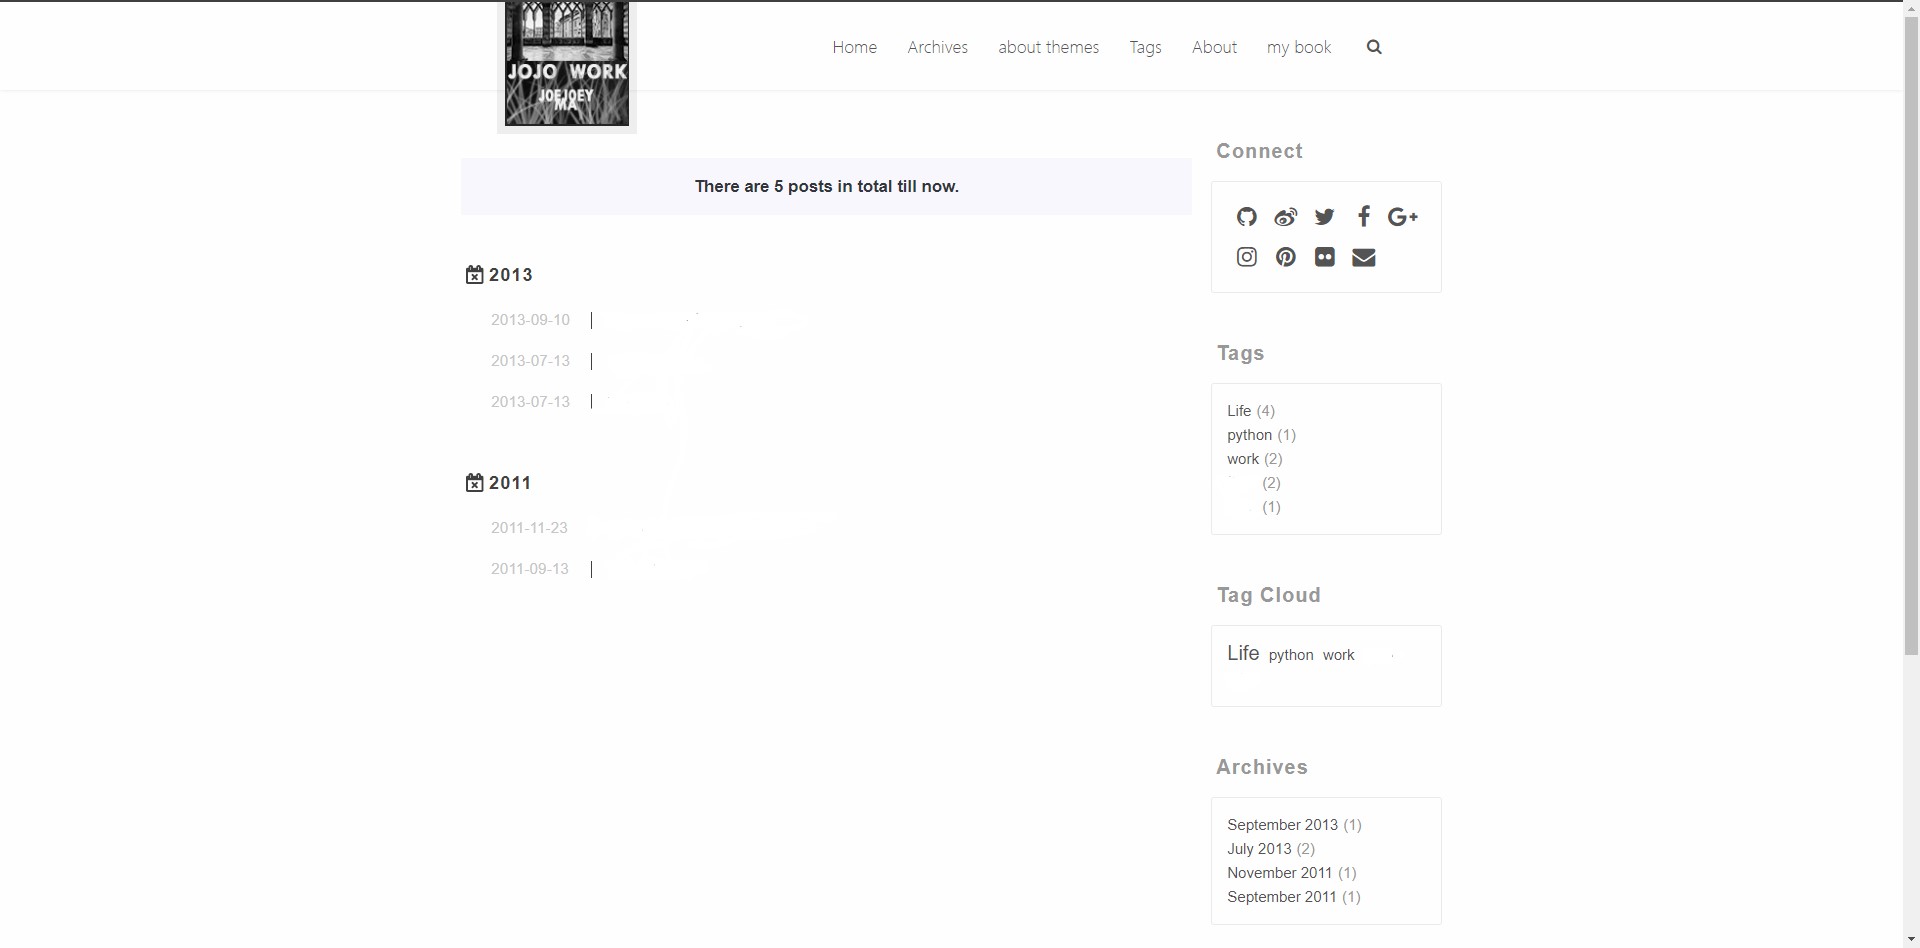 JOJO WORK
JOEJOEY
MA
Home Archives about themes Tags About my book
There are 5 posts in total till now.
2013
2013-09-10
2013-07-13
2013-07-13
2011
2011-11-23
2011-09-13
Connect
Tags
Life (4)
python (1)
work (2)
(2)
(1)
Tag Cloud
Life python work
Archives
September 2013 (1)
July 2013 (2)
November 2011 (1)
September 2011 (1)